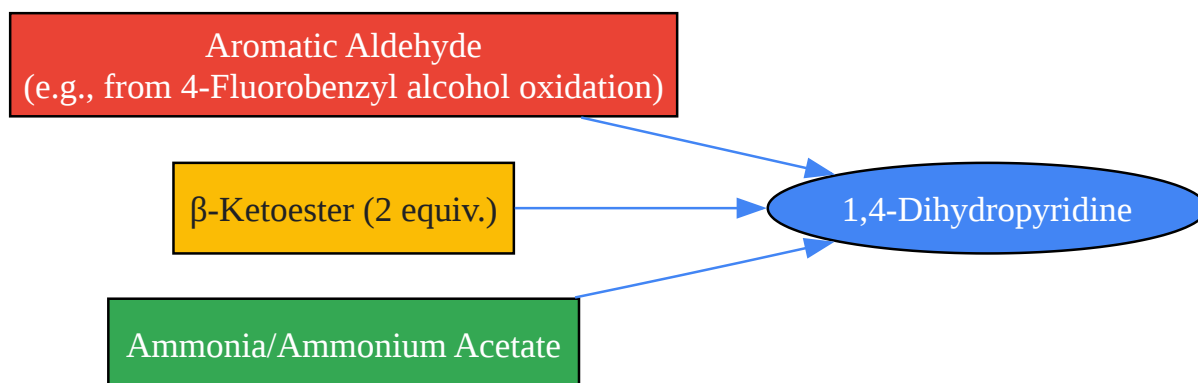 Aromatic Aldehyde
(e.g., from 4-Fluorobenzyl alcohol oxidation)
β-Ketoester (2 equiv.)
1,4-Dihydropyridine
Ammonia/Ammonium Acetate